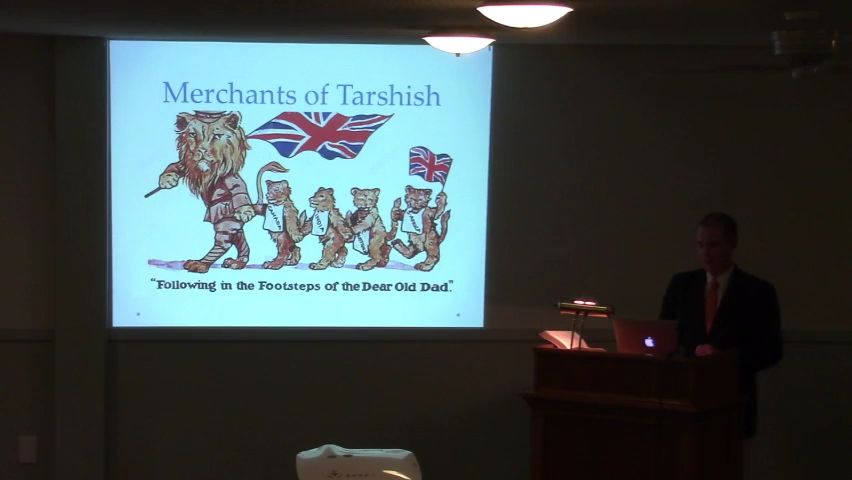 Merchants of Tarshish
"Following in the Footsteps of the Dear Old Dad."